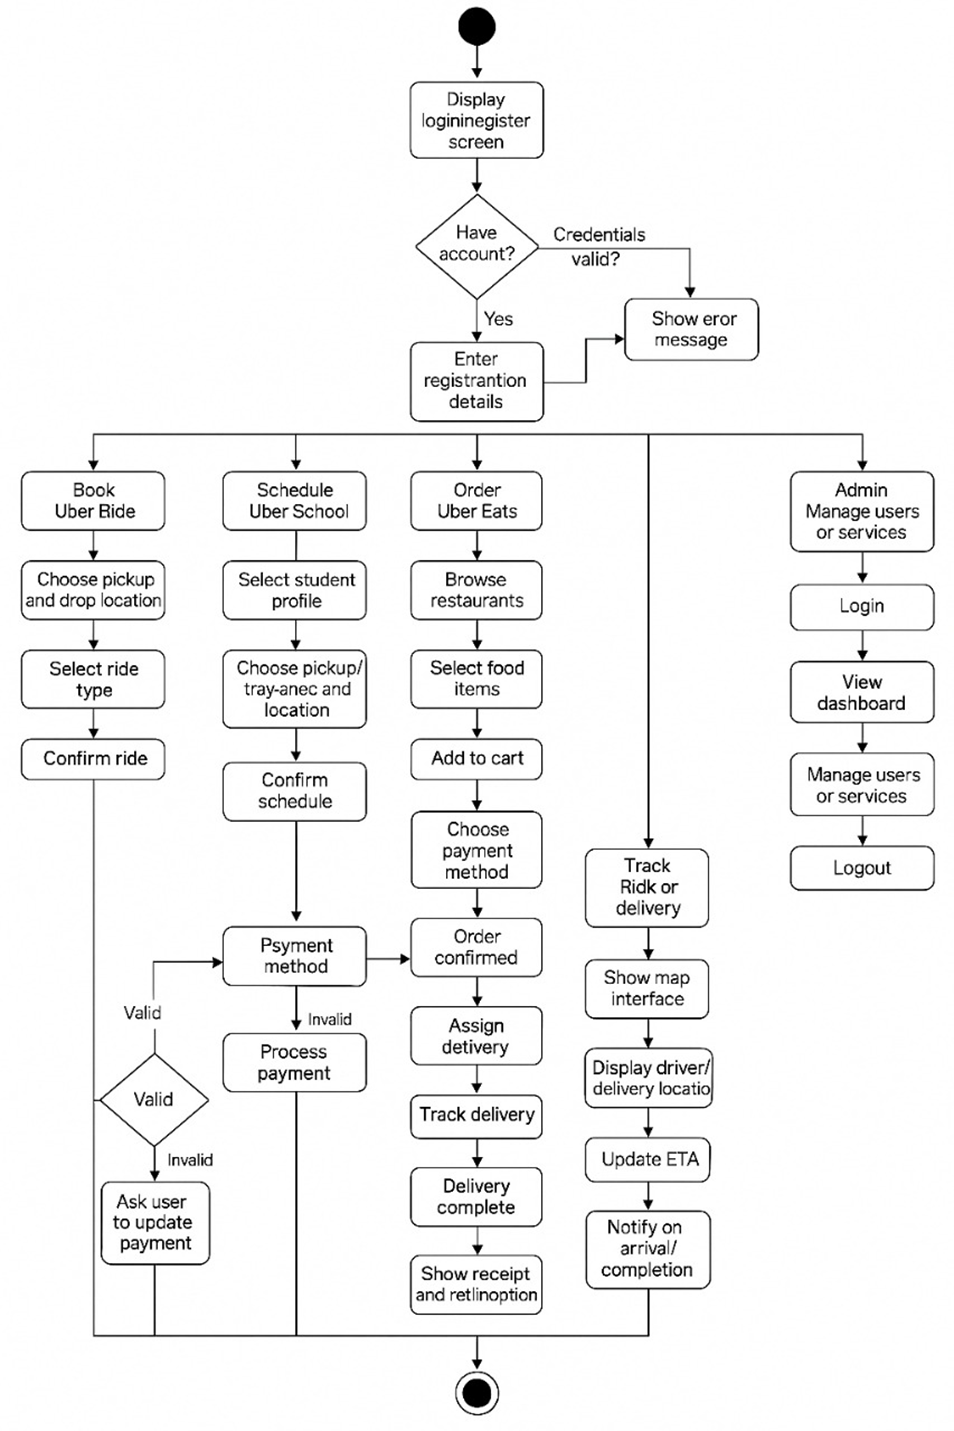 Display
logininegister
screen
Have
account?
Credentials
valid?
Yes
Show eror
message
Enter
registrantion
details
Book
Uber Ride
Choose pickup
and drop location
Select ride
type
Confirm ride
Schedule
Uber School
Select student
profile
Choose pickup/
tray-anec and
location
Confirm
schedule
Psyment
method
Invalid
Process
payment
Valid
Valid
Invalid
Ask user
to update
payment
Order
Uber Eats
Browse
restaurants
Select food
items
Add to cart
Choose
payment
method
Order
confirmed
Assign
detivery
Track delivery
Delivery
complete
Show receipt
and retlinoption
Track
Ridk or
delivery
Show map
interface
Display driver/
delivery locatio
Update ETA
Notify on
arrival/
completion
Admin
Manage users
or services
Login
View
dashboard
Manage users
or services
Logout